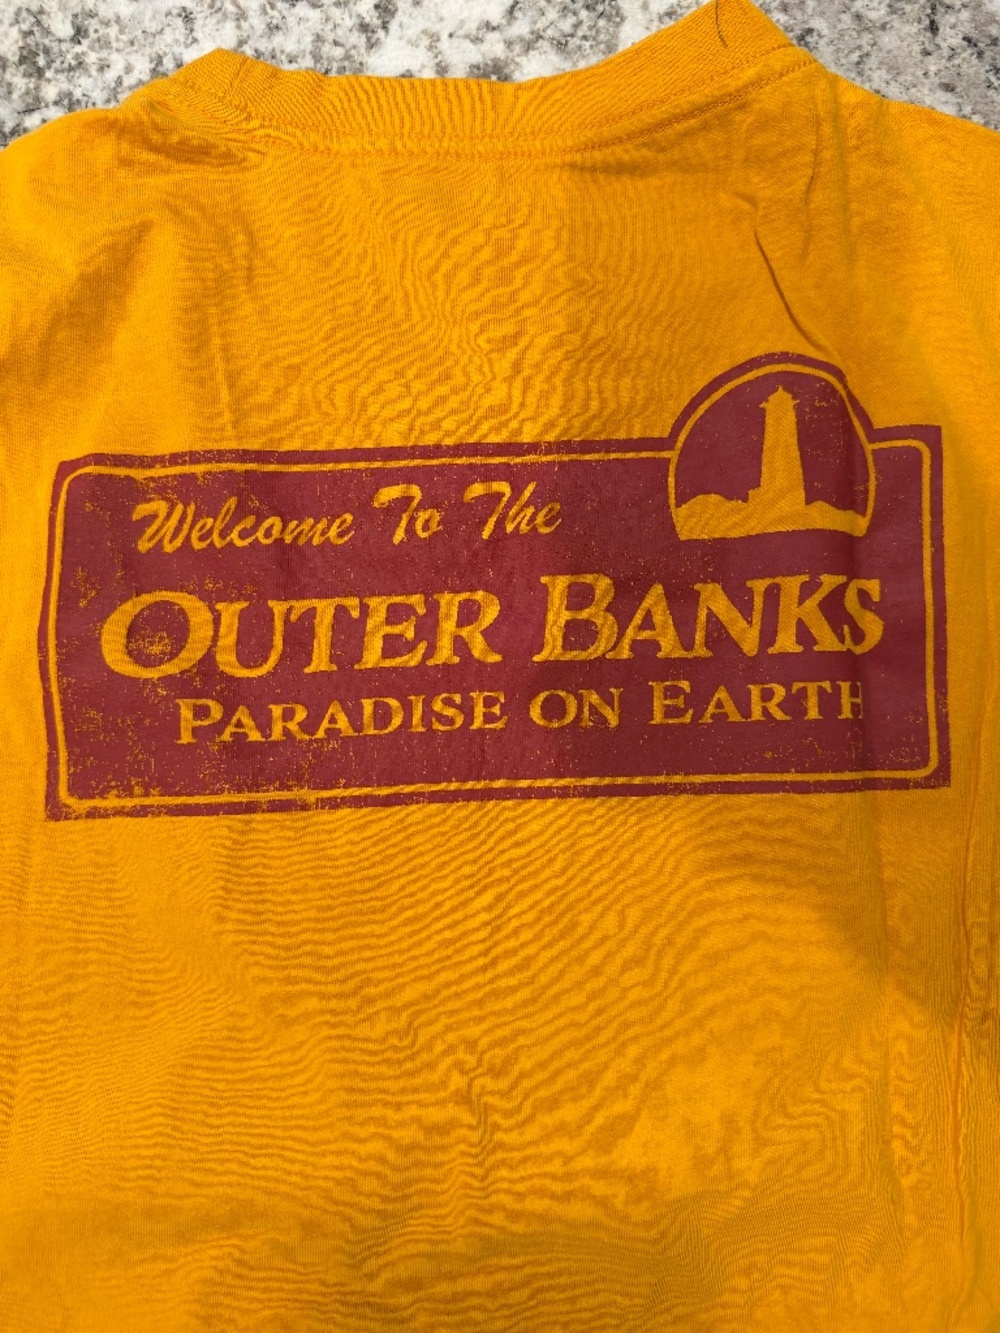 Welcome To The
OUTER BANKS
PARADISE ON EARTH